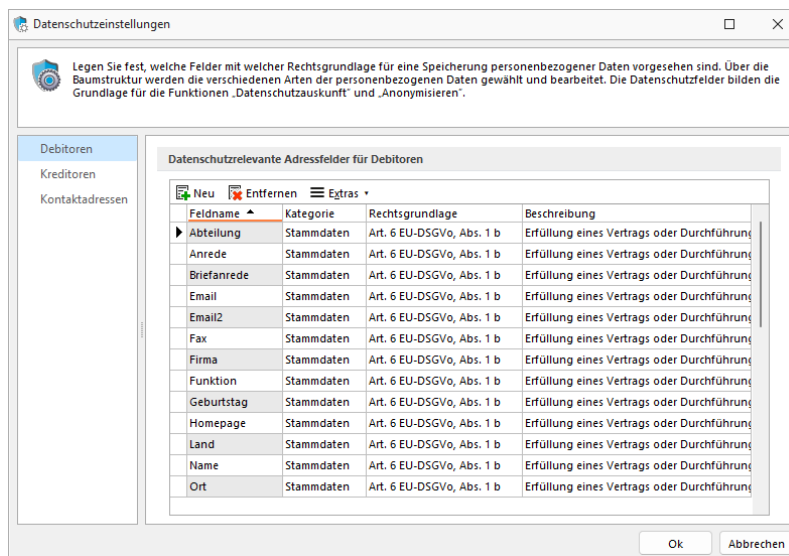 Datenschutzeinstellungen
Legen Sie fest, welche Felder mit welcher Rechtsgrundlage für eine Speicherung personenbezogener Daten vorgesehen sind. Über die
Baumstruktur werden die verschiedenen Arten der personenbezogenen Daten gewählt und bearbeitet. Die Datenschutzfelder bilden die
Grundlage für die Funktionen „Datenschutzauskunft" und „Anonymisieren".
Debitoren
Kreditoren
Kontaktadressen
Datenschutzrelevante Adressfelder für Debitoren
Neu Entfernen Extras
Feldname Kategorie Rechtsgrundlage Beschreibung
Abteilung Stammdaten Art. 6 EU-DSGVo, Abs. 1 b Erfüllung eines Vertrags oder Durchführung
Anrede Stammdaten Art. 6 EU-DSGVo, Abs. 1 b Erfüllung eines Vertrags oder Durchführung
Briefanrede Stammdaten Art. 6 EU-DSGVo, Abs. 1 b Erfüllung eines Vertrags oder Durchführung
Email Stammdaten Art. 6 EU-DSGVo, Abs. 1 b Erfüllung eines Vertrags oder Durchführung
Email2 Stammdaten Art. 6 EU-DSGVo, Abs. 1 b Erfüllung eines Vertrags oder Durchführung
Fax Stammdaten Art. 6 EU-DSGVo, Abs. 1 b Erfüllung eines Vertrags oder Durchführung
Firma Stammdaten Art. 6 EU-DSGVo, Abs. 1 b Erfüllung eines Vertrags oder Durchführung
Funktion Stammdaten Art. 6 EU-DSGVo, Abs. 1 b Erfüllung eines Vertrags oder Durchführung
Geburtstag Stammdaten Art. 6 EU-DSGVo, Abs. 1 b Erfüllung eines Vertrags oder Durchführung
Homepage Stammdaten Art. 6 EU-DSGVo, Abs. 1 b Erfüllung eines Vertrags oder Durchführung
Land Stammdaten Art. 6 EU-DSGVo, Abs. 1 b Erfüllung eines Vertrags oder Durchführung
Name Stammdaten Art. 6 EU-DSGVo, Abs. 1 b Erfüllung eines Vertrags oder Durchführung
Ort Stammdaten Art. 6 EU-DSGVo, Abs. 1 b Erfüllung eines Vertrags oder Durchführung
Ok Abbrechen